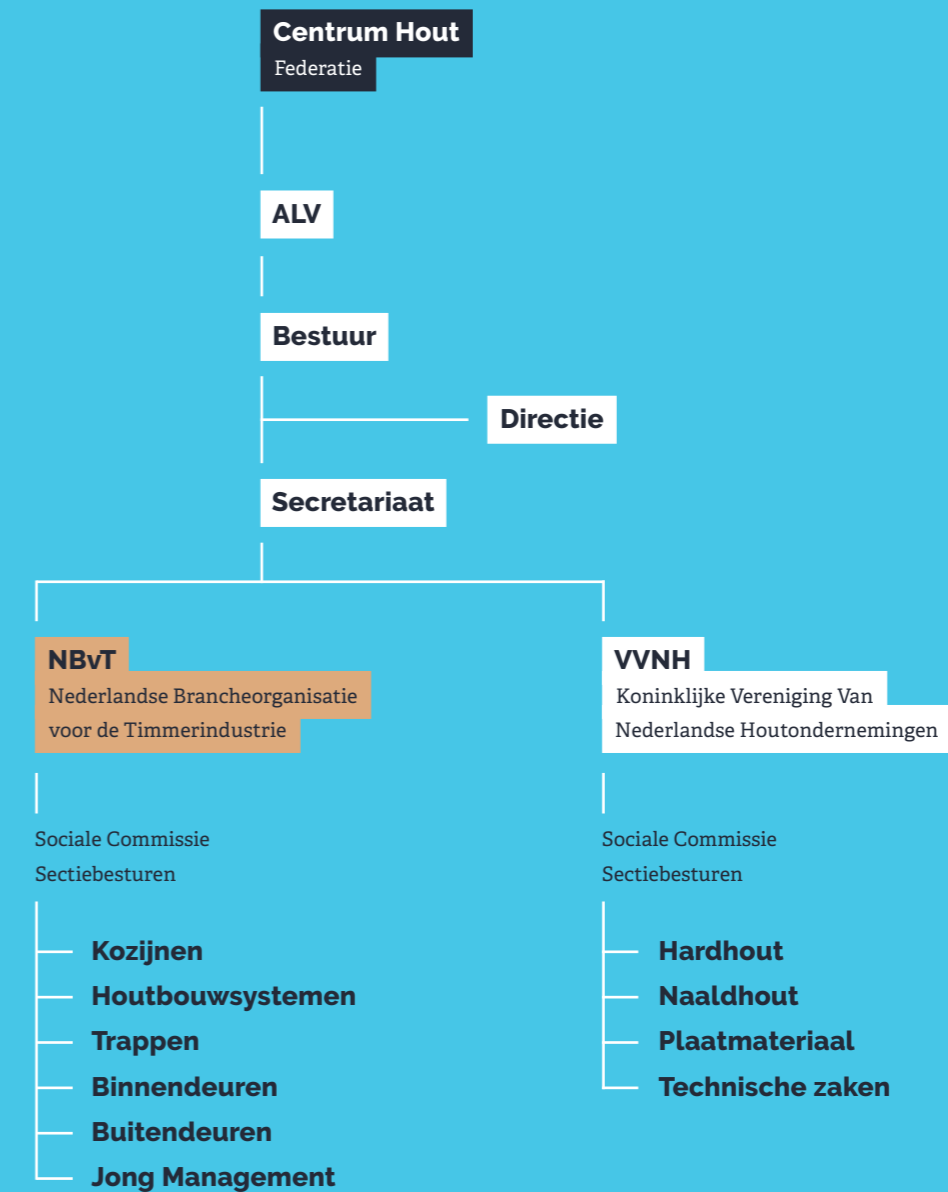 Centrum Hout
Federatie
ALV
Bestuur
Directie
Secretariaat
NBvT
Nederlandse Brancheorganisatie
voor de Timmerindustrie
Sociale Commissie
Sectiebesturen
Kozijnen
Houtbouwsystemen
Trappen
Binnendeuren
Buitendeuren
Jong Management
VVNH
Koninklijke Vereniging Van
Nederlandse Houtondernemingen
Sociale Commissie
Sectiebesturen
Hardhout
Naaldhout
Plaatmateriaal
Technische zaken